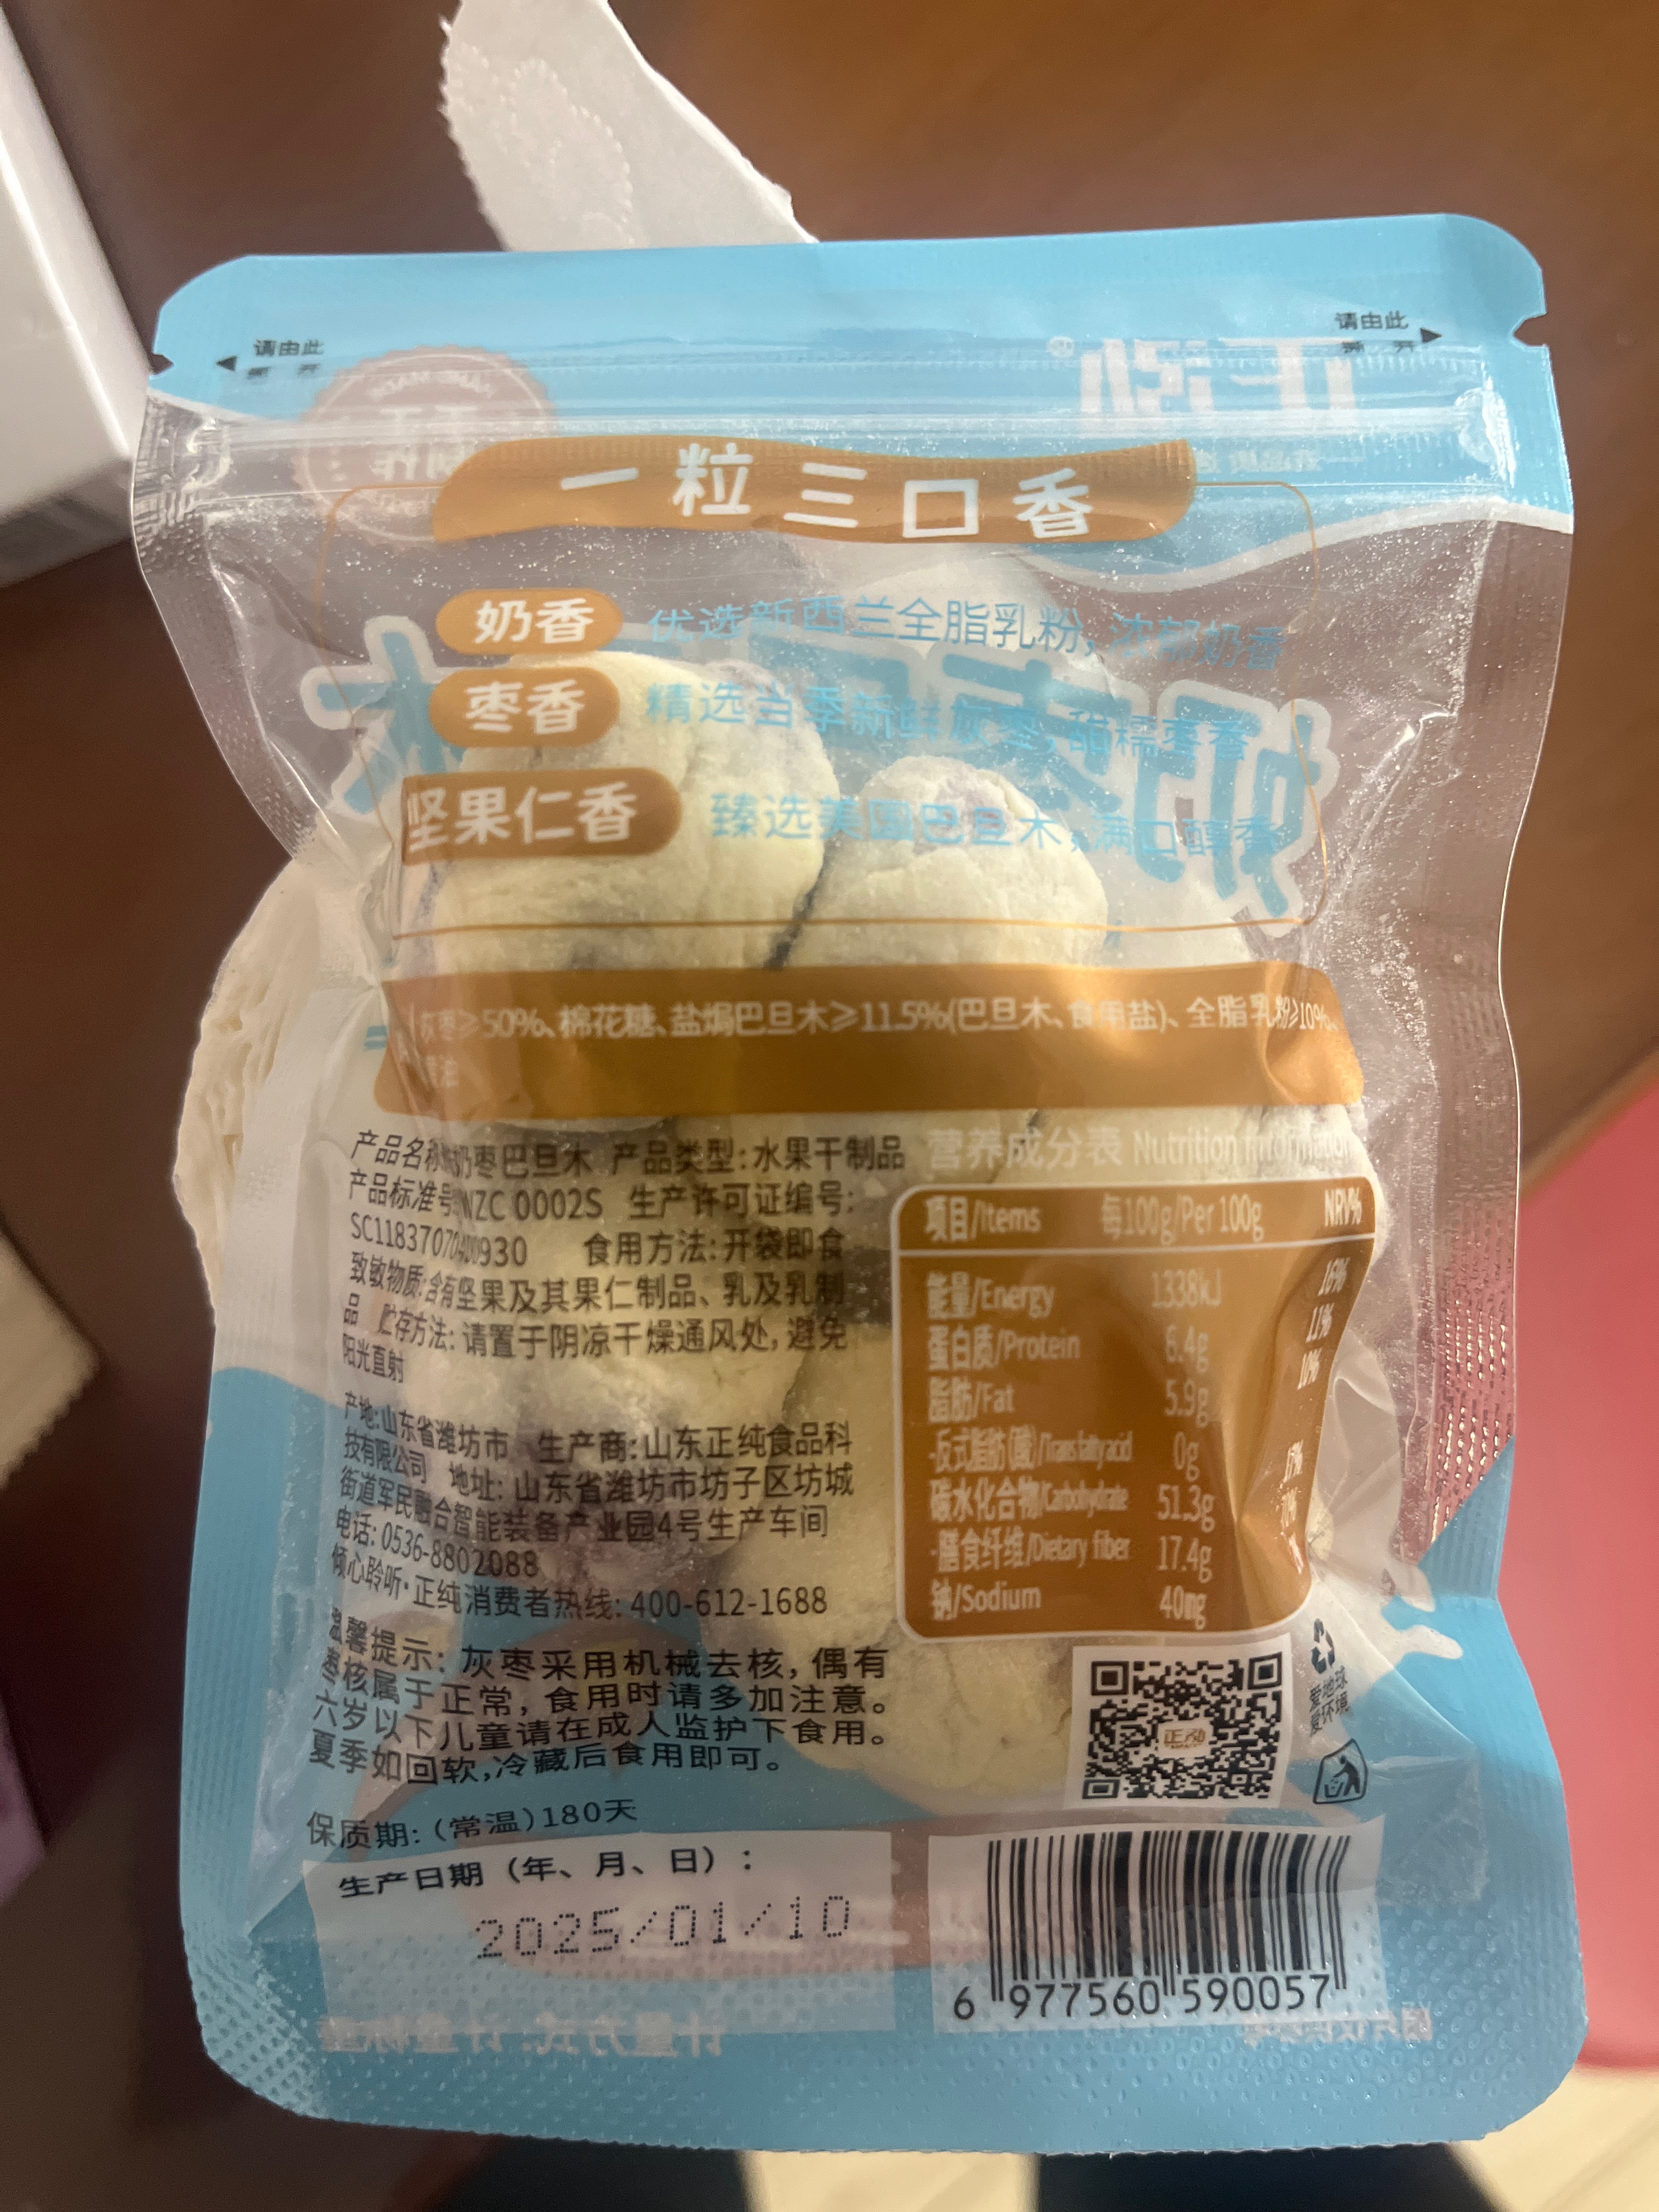 请由此
请由此
一粒三口香
奶香 优选新西兰全脂乳粉，浓郁奶香
枣香 精选当季新鲜灰枣，甜糯枣香
坚果仁香 臻选美国巴旦木，满口醇香
灰枣≥50%、棉花糖、盐焗巴旦木≥11.5%(巴旦木、食用盐)、全脂乳粉≥10%、
产品名称:奶枣巴旦木 产品类型:水果干制品
产品标准号: NZC 0002S 生产许可证编号:
食用方法:开袋即食
致敏物质:含有坚果及其果仁制品、乳及乳制
品 贮存方法:请置于阴凉干燥通风处,避免
阳光直射
产地:山东省潍坊市 生产商:山东正纯食品科
技有限公司 地址:山东省潍坊市坊子区坊城
街道军民融合智能装备产业园4号生产车间
电话:0536-8802088
倾心聆听·正纯消费者热线:400-612-1688
温馨提示:灰枣采用机械去核,偶有
枣核属于正常,食用时请多加注意。
六岁以下儿童请在成人监护下食用。
夏季如回软,冷藏后食用即可。
保质期:(常温)180天
生产日期(年、月、日):
2025/01/10
营养成分表 Nutrition Information
项目/Items 每100g/Per 100g NRV%
能量/Energy 1338kJ 16%
蛋白质/Protein 6.4g 11%
脂肪/Fat 5.9g 10%
-反式脂肪(酸)/Trans fatty acid 0g
碳水化合物/Carbohydrate 51.3g 17%
-膳食纤维/Dietary fiber 17.4g
钠/Sodium 40mg
正纯
爱地球
爱环境
6 977560 590057